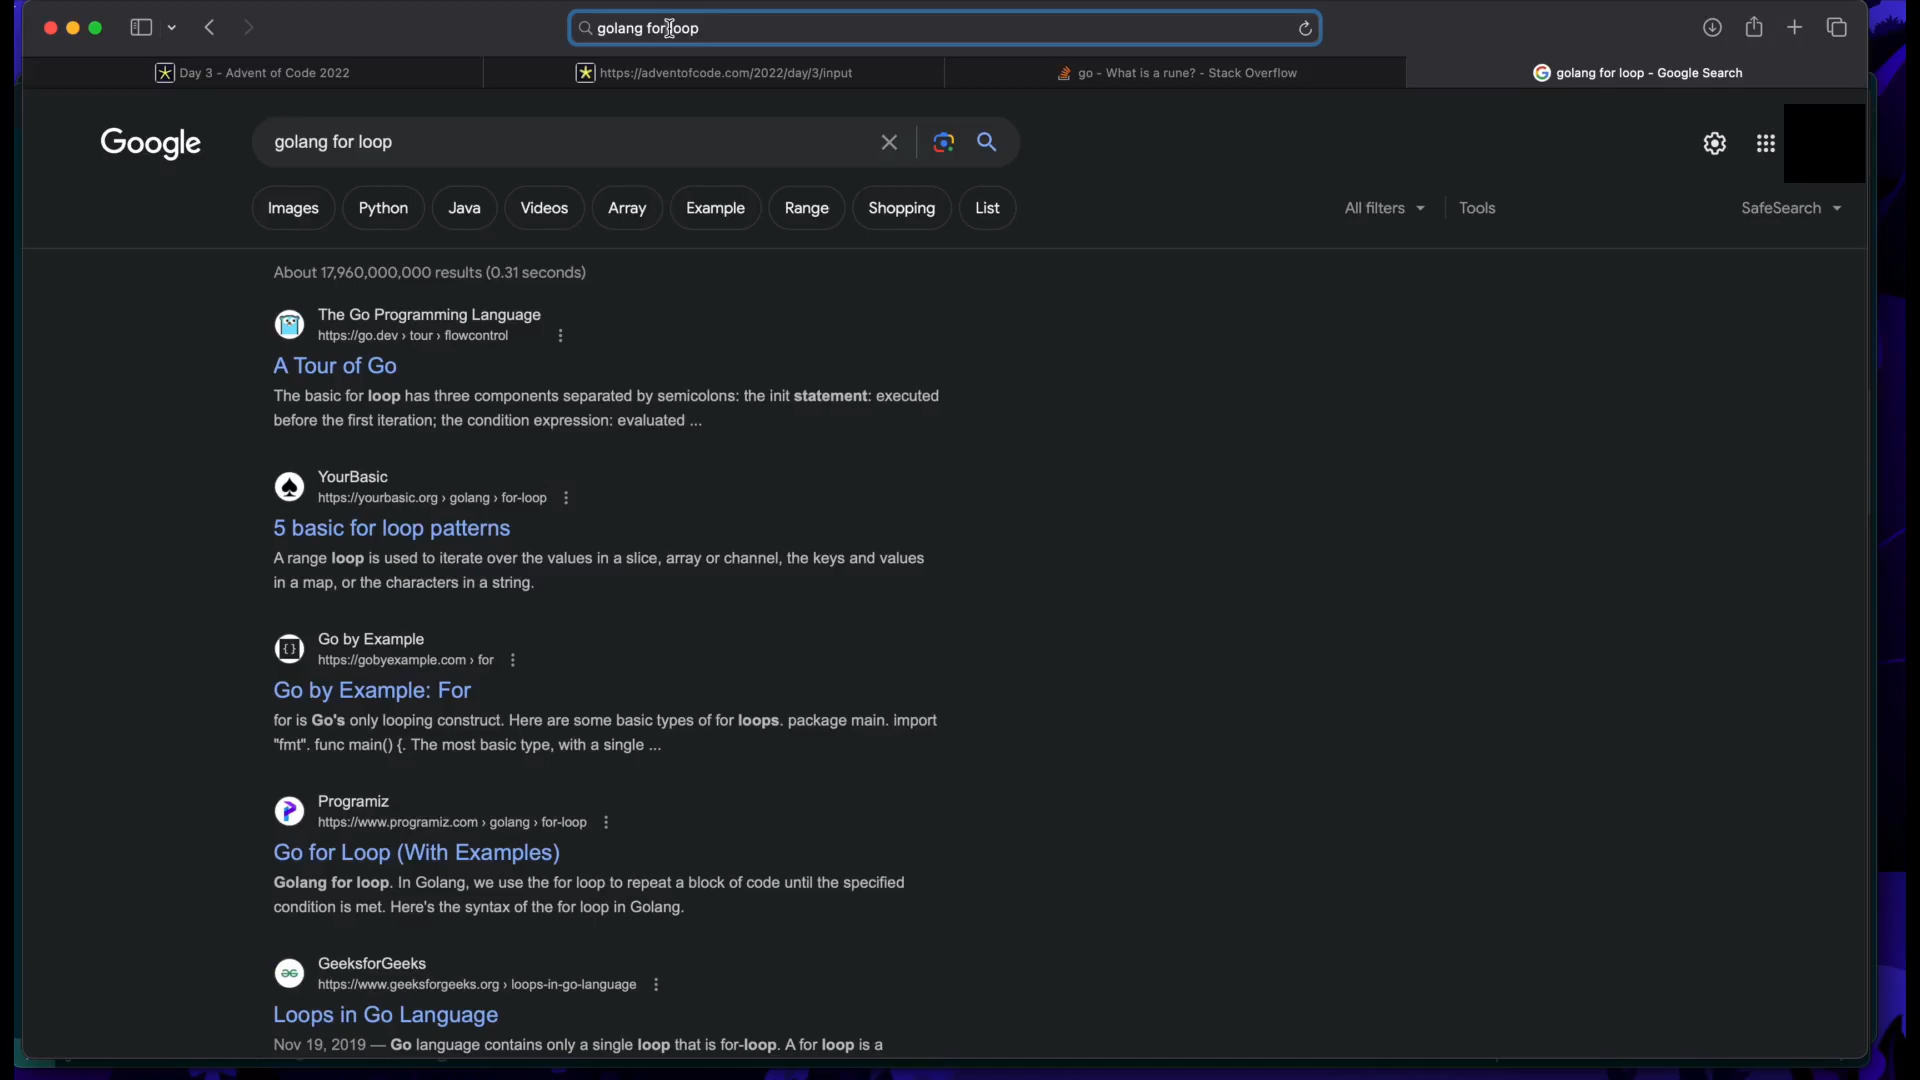 golang for loop
Day 3 - Advent of Code 2022
https://adventofcode.com/2022/day/3/input
go - What is a rune? - Stack Overflow
golang for loop - Google Search
Google
golang for loop
Images
Python
Java
Videos
Array
Example
Range
Shopping
List
All filters
Tools
SafeSearch
About 17,960,000,000 results (0.31 seconds)
The Go Programming Language
https://go.dev › tour › flowcontrol
A Tour of Go
The basic for loop has three components separated by semicolons: the init statement: executed
before the first iteration; the condition expression: evaluated ...
YourBasic
https://yourbasic.org › golang › for-loop
5 basic for loop patterns
A range loop is used to iterate over the values in a slice, array or channel, the keys and values
in a map, or the characters in a string.
Go by Example
https://gobyexample.com › for
Go by Example: For
for is Go's only looping construct. Here are some basic types of for loops. package main. import
"fmt". func main() {. The most basic type, with a single ...
Programiz
https://www.programiz.com › golang › for-loop
Go for Loop (With Examples)
Golang for loop. In Golang, we use the for loop to repeat a block of code until the specified
condition is met. Here's the syntax of the for loop in Golang.
GeeksforGeeks
https://www.geeksforgeeks.org › loops-in-go-language
Loops in Go Language
Nov 19, 2019 — Go language contains only a single loop that is for-loop. A for loop is a